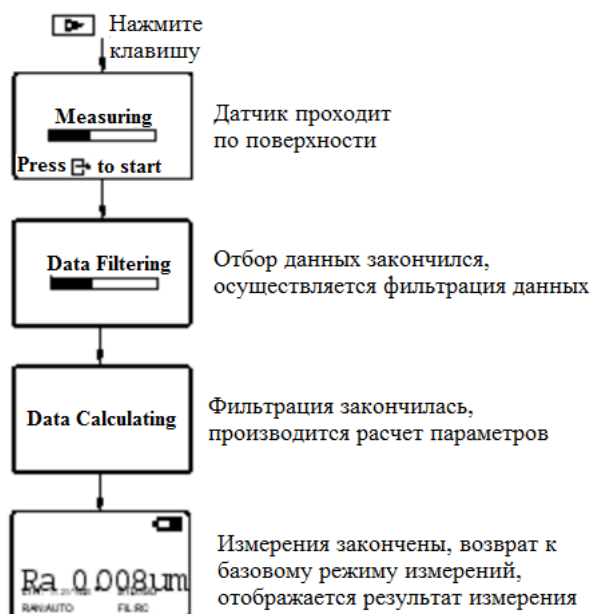 Нажмите
клавишу
Measuring
Press to start
Датчик проходит
по поверхности
Data Filtering
Отбор данных закончился,
осуществляется фильтрация данных
Data Calculating
Фильтрация закончилась,
производится расчет параметров
Ra 0.008um
RAN:AUTO FIL:RC
Измерения закончены, возврат к
базовому режиму измерений,
отображается результат измерения